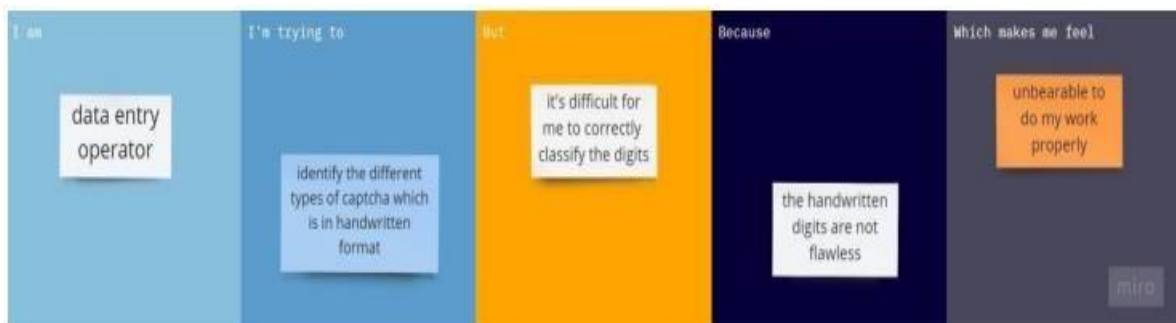 I am
data entry
operator
I'm trying to
identify the different
types of captcha which
is in handwritten
format
But
it's difficult for
me to correctly
classify the digits
Because
the handwritten
digits are not
flawless
Which makes me feel
unbearable to
do my work
properly
miro